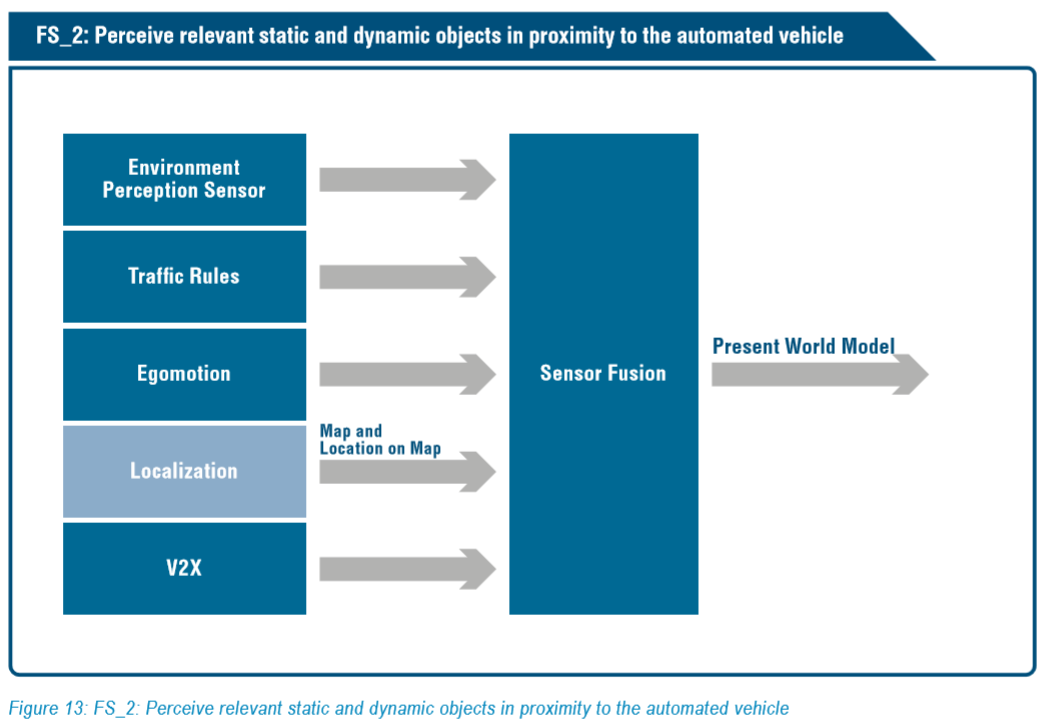 FS_2: Perceive relevant static and dynamic objects in proximity to the automated vehicle
Environment
Perception Sensor
Traffic Rules
Egomotion
Localization
V2X
Map and
Location on Map
Sensor Fusion
Present World Model
Figure 13: FS_2: Perceive relevant static and dynamic objects in proximity to the automated vehicle